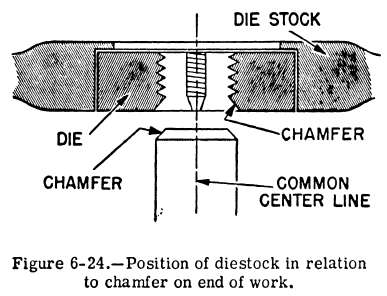 DIE STOCK
DIE
CHAMFER
CHAMFER
COMMON
CENTER LINE
Figure 6-24.—Position of diestock in relation
to chamfer on end of work.